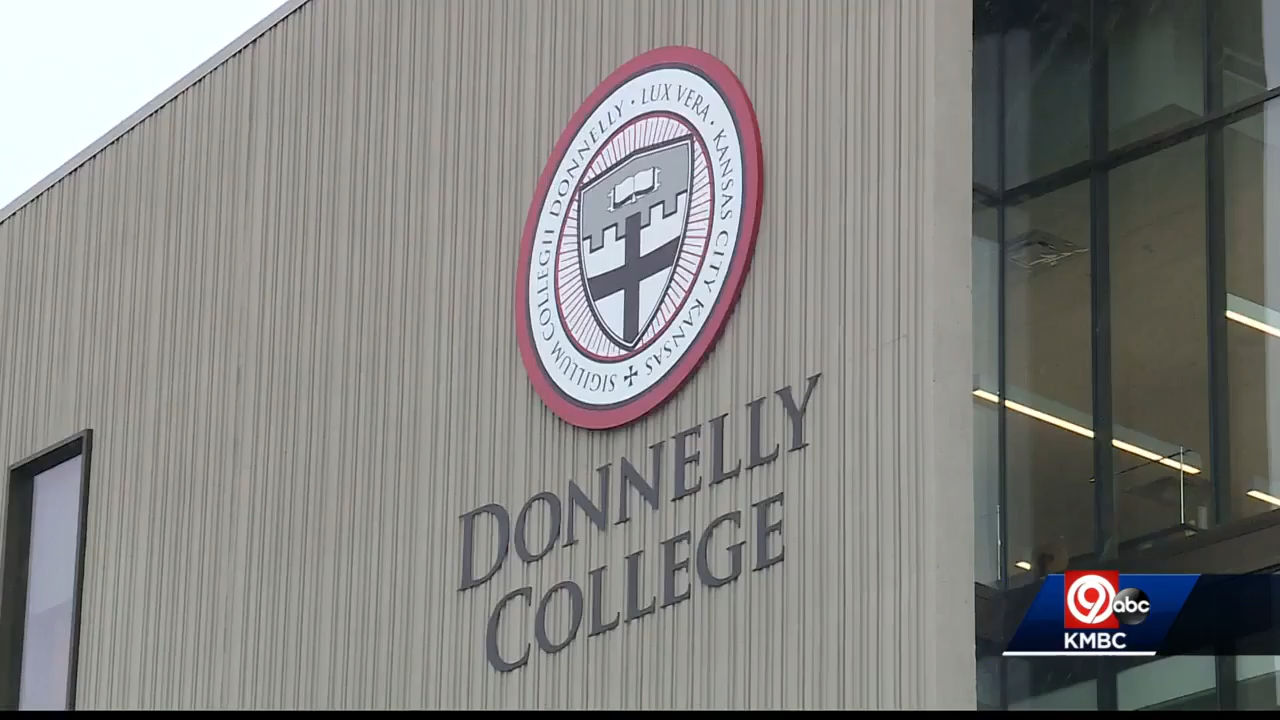 SIGILLUM COLLEGII DONNELLY · LUX VERA · KANSAS CITY KANSAS
DONNELLY
COLLEGE
9 abc
KMBC